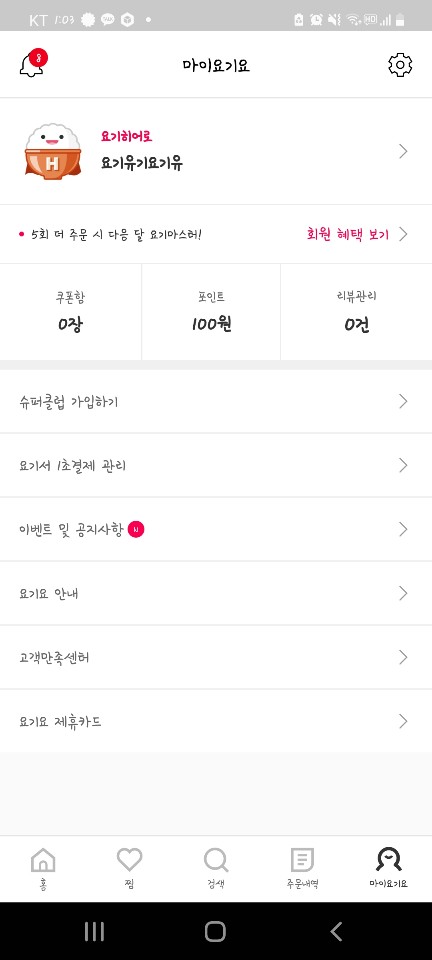 KT 1:03
HD
3
마이요기요
H
요기히어로
요기유기요기유
5회 더 주문 시 다음 달 요기마스터!
회원 혜택 보기
쿠폰함
포인트
리뷰관리
0장
100원
0건
슈퍼클럽 가입하기
요기서 1초결제 관리
이벤트 및 공지사항 N
요기요 안내
고객만족센터
요기요 제휴카드
홈
찜
검색
주문내역
마이요기요